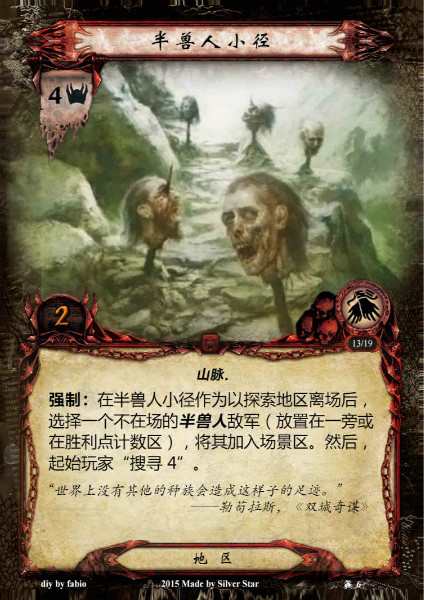 半兽人小径
4
2
13/19
山脉.
强制：在半兽人小径作为以探索地区离场后，
选择一个不在场的半兽人敌军（放置在一旁或
在胜利点计数区），将其加入场景区。然后，
起始玩家“搜寻 4”。
“世界上没有其他的种族会造成这样子的足迹。”
——勒苟拉斯，《双城奇谋》
地 区
diy by fabio
2015 Made by Silver Star
6